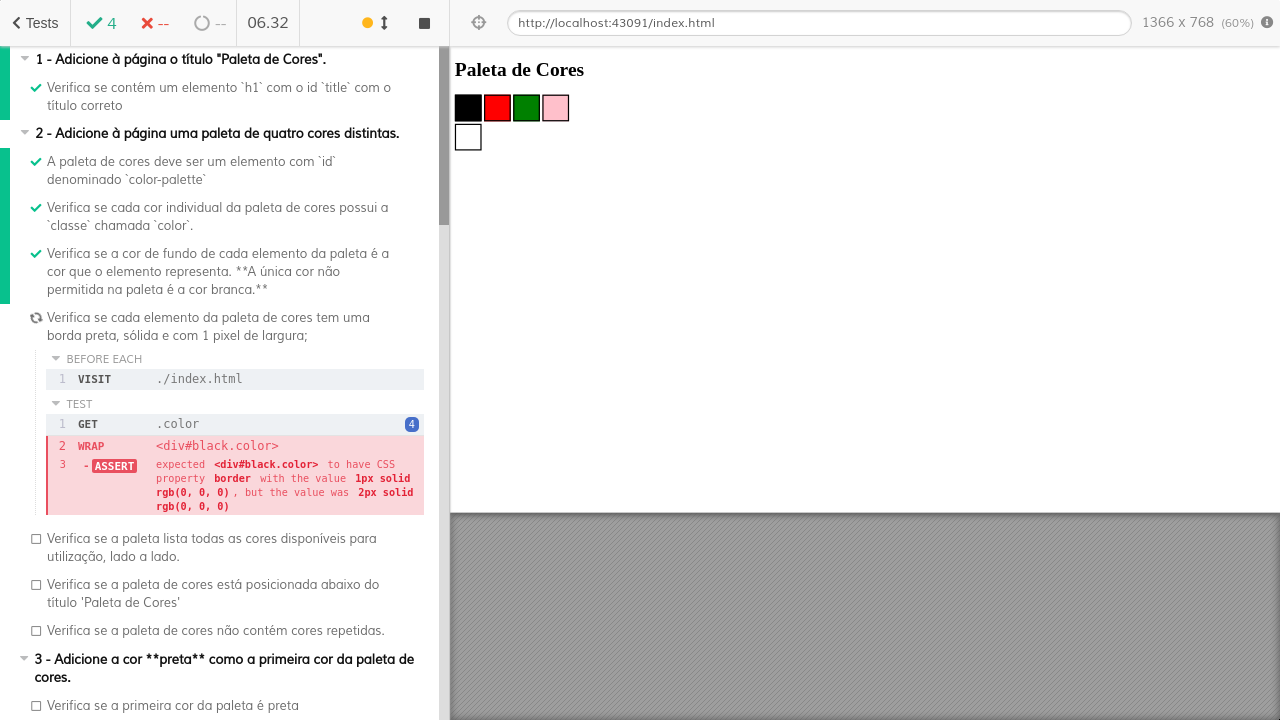 Tests
4
--
--
06.32
http://localhost:43091/index.html
1366 x 768 (60%)
1 - Adicione à página o título "Paleta de Cores".
Verifica se contém um elemento `h1` com o id `title` com o
título correto
2 - Adicione à página uma paleta de quatro cores distintas.
A paleta de cores deve ser um elemento com `id`
denominado `color-palette`
Verifica se cada cor individual da paleta de cores possui a
`classe` chamada `color`.
Verifica se a cor de fundo de cada elemento da paleta é a
cor que o elemento representa. **A única cor não
permitida na paleta é a cor branca.**
Verifica se cada elemento da paleta de cores tem uma
borda preta, sólida e com 1 pixel de largura;
BEFORE EACH
1 VISIT ./index.html
TEST
1 GET .color 4
2 WRAP <div#black.color>
3 -ASSERT expected <div#black.color> to have CSS
property border with the value 1px solid
rgb(0, 0, 0), but the value was 2px solid
rgb(0, 0, 0)
Verifica se a paleta lista todas as cores disponíveis para
utilização, lado a lado.
Verifica se a paleta de cores está posicionada abaixo do
título 'Paleta de Cores'
Verifica se a paleta de cores não contém cores repetidas.
3 - Adicione a cor **preta** como a primeira cor da paleta de
cores.
Verifica se a primeira cor da paleta é preta
Paleta de Cores